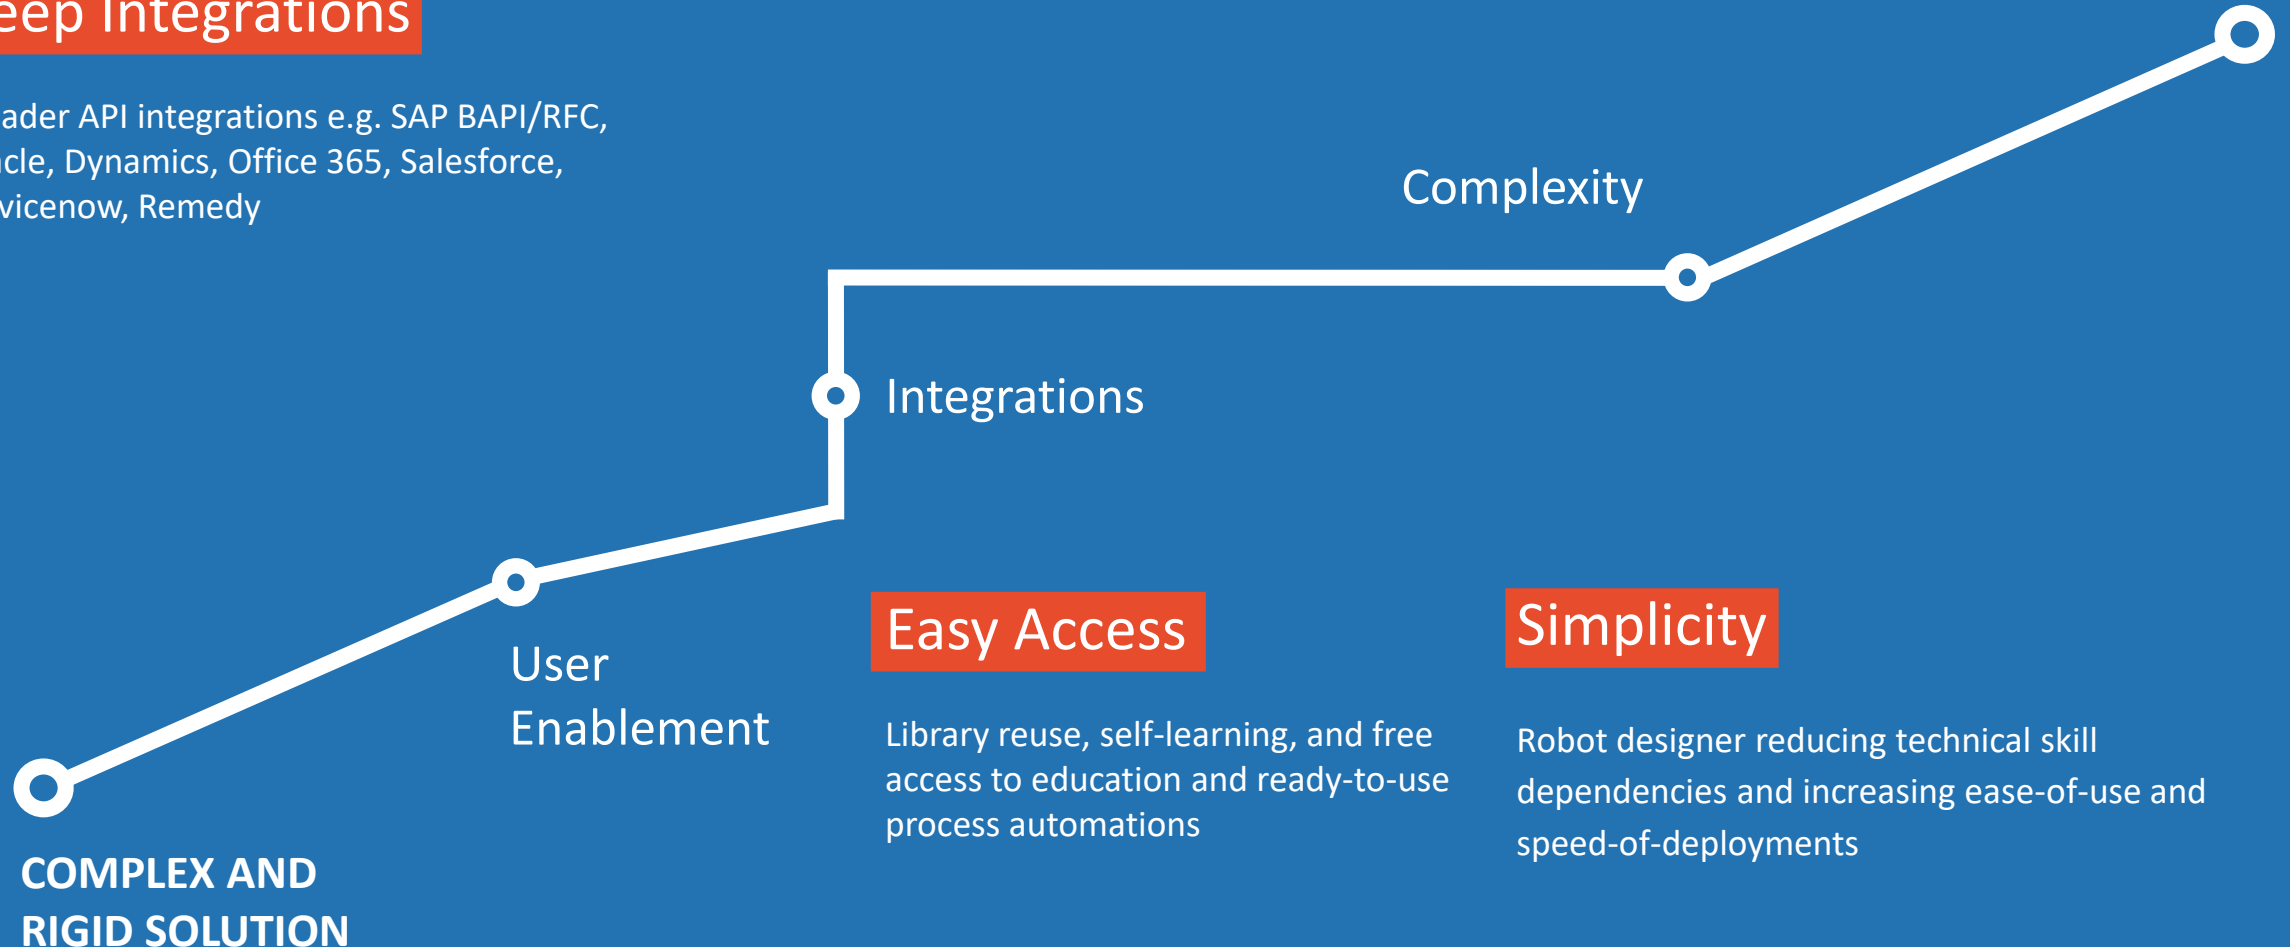 eep Integrations
ader API integrations e.g. SAP BAPI/RFC,
cle, Dynamics, Office 365, Salesforce,
vicenow, Remedy
Complexity
Integrations
User
Enablement
Easy Access
Library reuse, self-learning, and free
access to education and ready-to-use
process automations
Simplicity
Robot designer reducing technical skill
dependencies and increasing ease-of-use and
speed-of-deployments
COMPLEX AND
RIGID SOLUTION